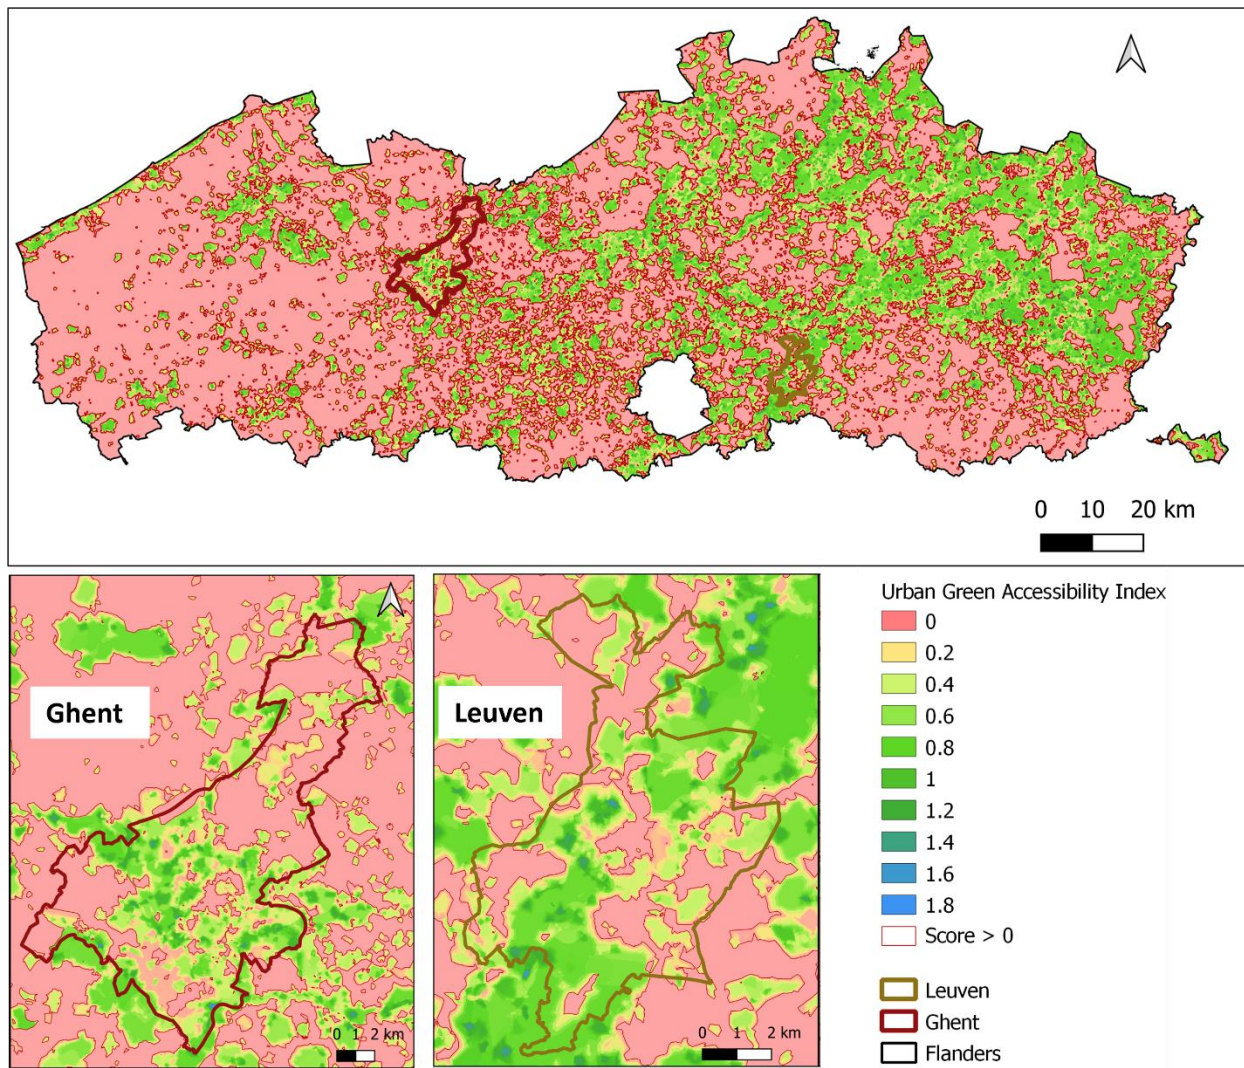 0 10 20 km
Ghent
0 1 2 km
Leuven
0 1 2 km
Urban Green Accessibility Index
0
0.2
0.4
0.6
0.8
1
1.2
1.4
1.6
1.8
Score > 0
Leuven
Ghent
Flanders